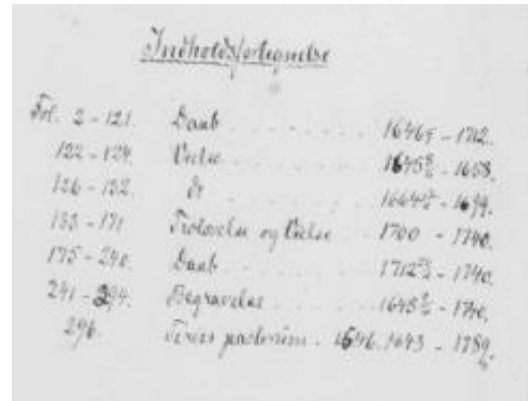 Indholdsfortegnelse
Fol. 2 - 121. Daab 1646 - 1712.
122 - 124. Vielse 1645 - 1658.
126 - 132. do 1664 - 1699.
133 - 171 Trolovelse og Vielse 1700 - 1740.
175 - 240. Daab 1712 - 1740.
241 - 294. Begravelse 1645 - 1740.
296. Series pastorum. 1546. 1643 - 1789.